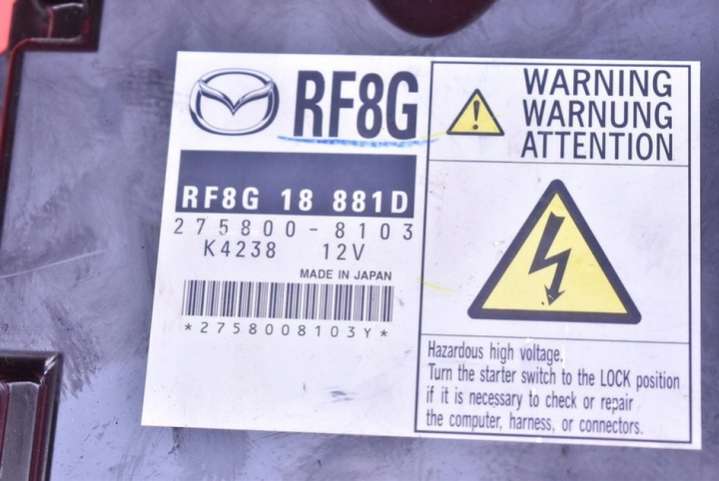 RF8G
RF8G 18 881D
275800-8103
K4238 12V
MADE IN JAPAN
*2758008103Y*
WARNING
WARNUNG
ATTENTION
Hazardous high voltage.
Turn the starter switch to the LOCK position
if it is necessary to check or repair
the computer, harness, or connectors.